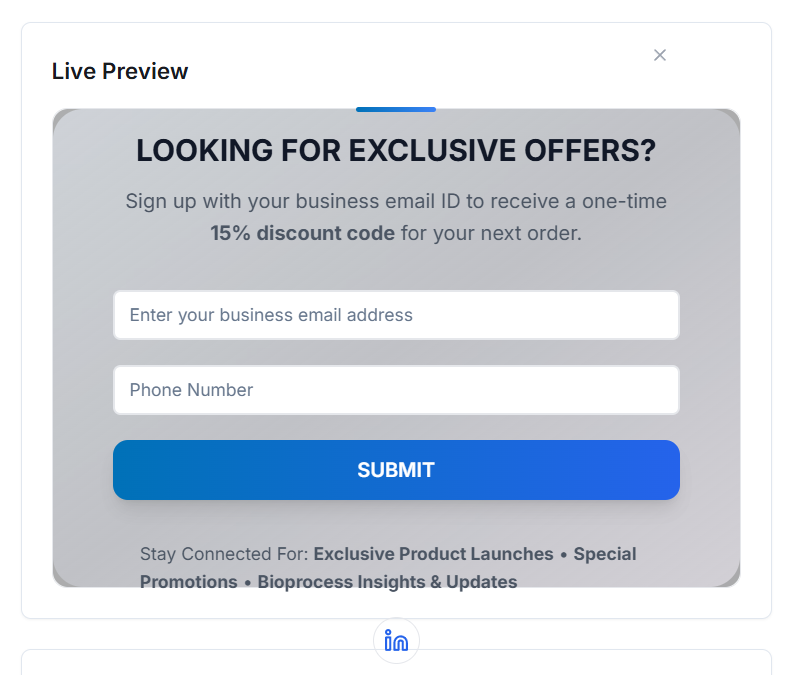 Live Preview
LOOKING FOR EXCLUSIVE OFFERS?
Sign up with your business email ID to receive a one-time
15% discount code for your next order.
Enter your business email address
Phone Number
SUBMIT
Stay Connected For: Exclusive Product Launches • Special
Promotions • Bioprocess Insights & Updates
in